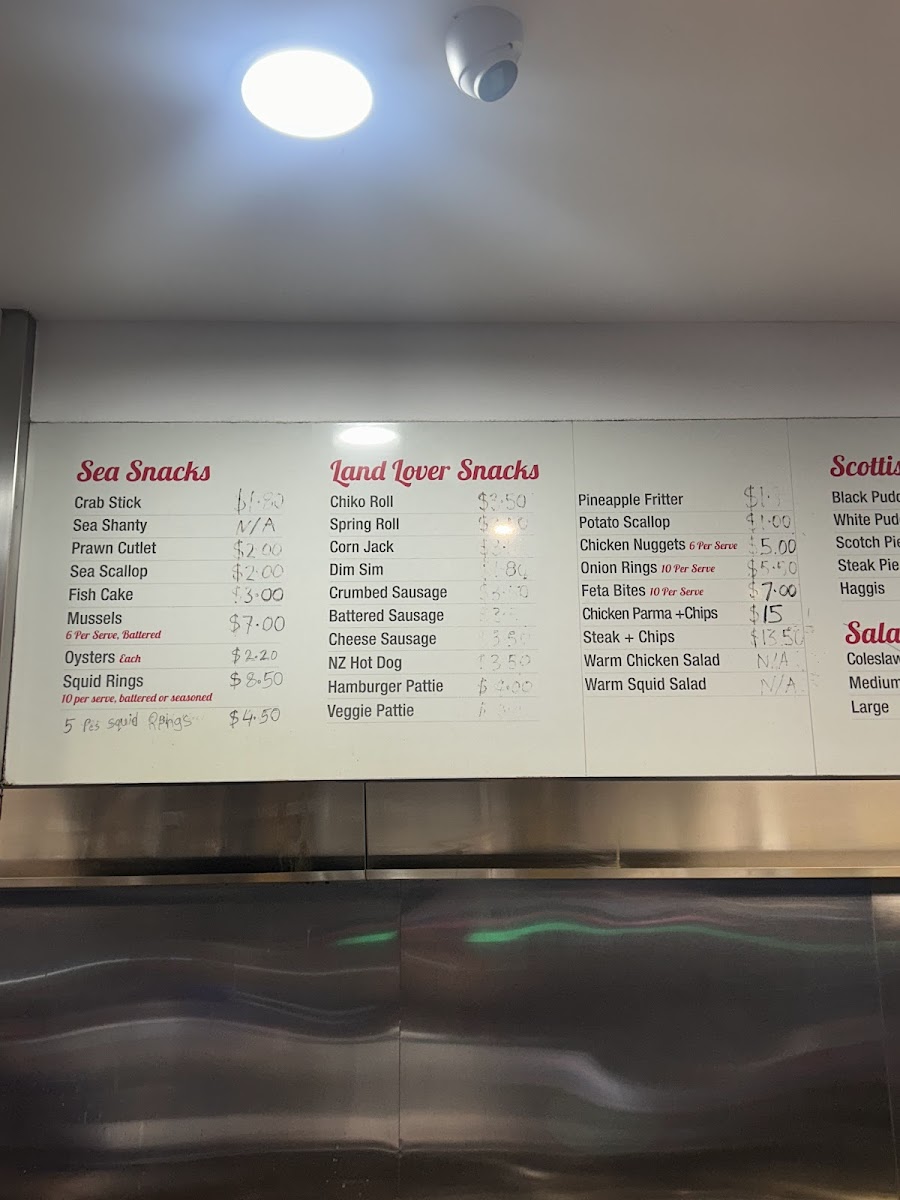 Sea Snacks
Crab Stick $1.80
Sea Shanty N/A
Prawn Cutlet $2.00
Sea Scallop $2.00
Fish Cake $3.00
Mussels $7.00
6 Per Serve, Battered
Oysters Each $2.20
Squid Rings $8.50
10 per serve, battered or seasoned
5 Pcs squid Rings $4.50
Land Lover Snacks
Chiko Roll $3.50
Spring Roll
Corn Jack
Dim Sim
Crumbed Sausage
Battered Sausage
Cheese Sausage
NZ Hot Dog $3.50
Hamburger Pattie $4.00
Veggie Pattie
Pineapple Fritter
Potato Scallop $1.00
Chicken Nuggets 6 Per Serve $5.00
Onion Rings 10 Per Serve $5.50
Feta Bites 10 Per Serve $7.00
Chicken Parma +Chips $15
Steak + Chips $13.50
Warm Chicken Salad N/A
Warm Squid Salad N/A
Scottis
Black Pudd
White Pud
Scotch Pie
Steak Pie
Haggis
Sala
Coleslaw
Medium
Large